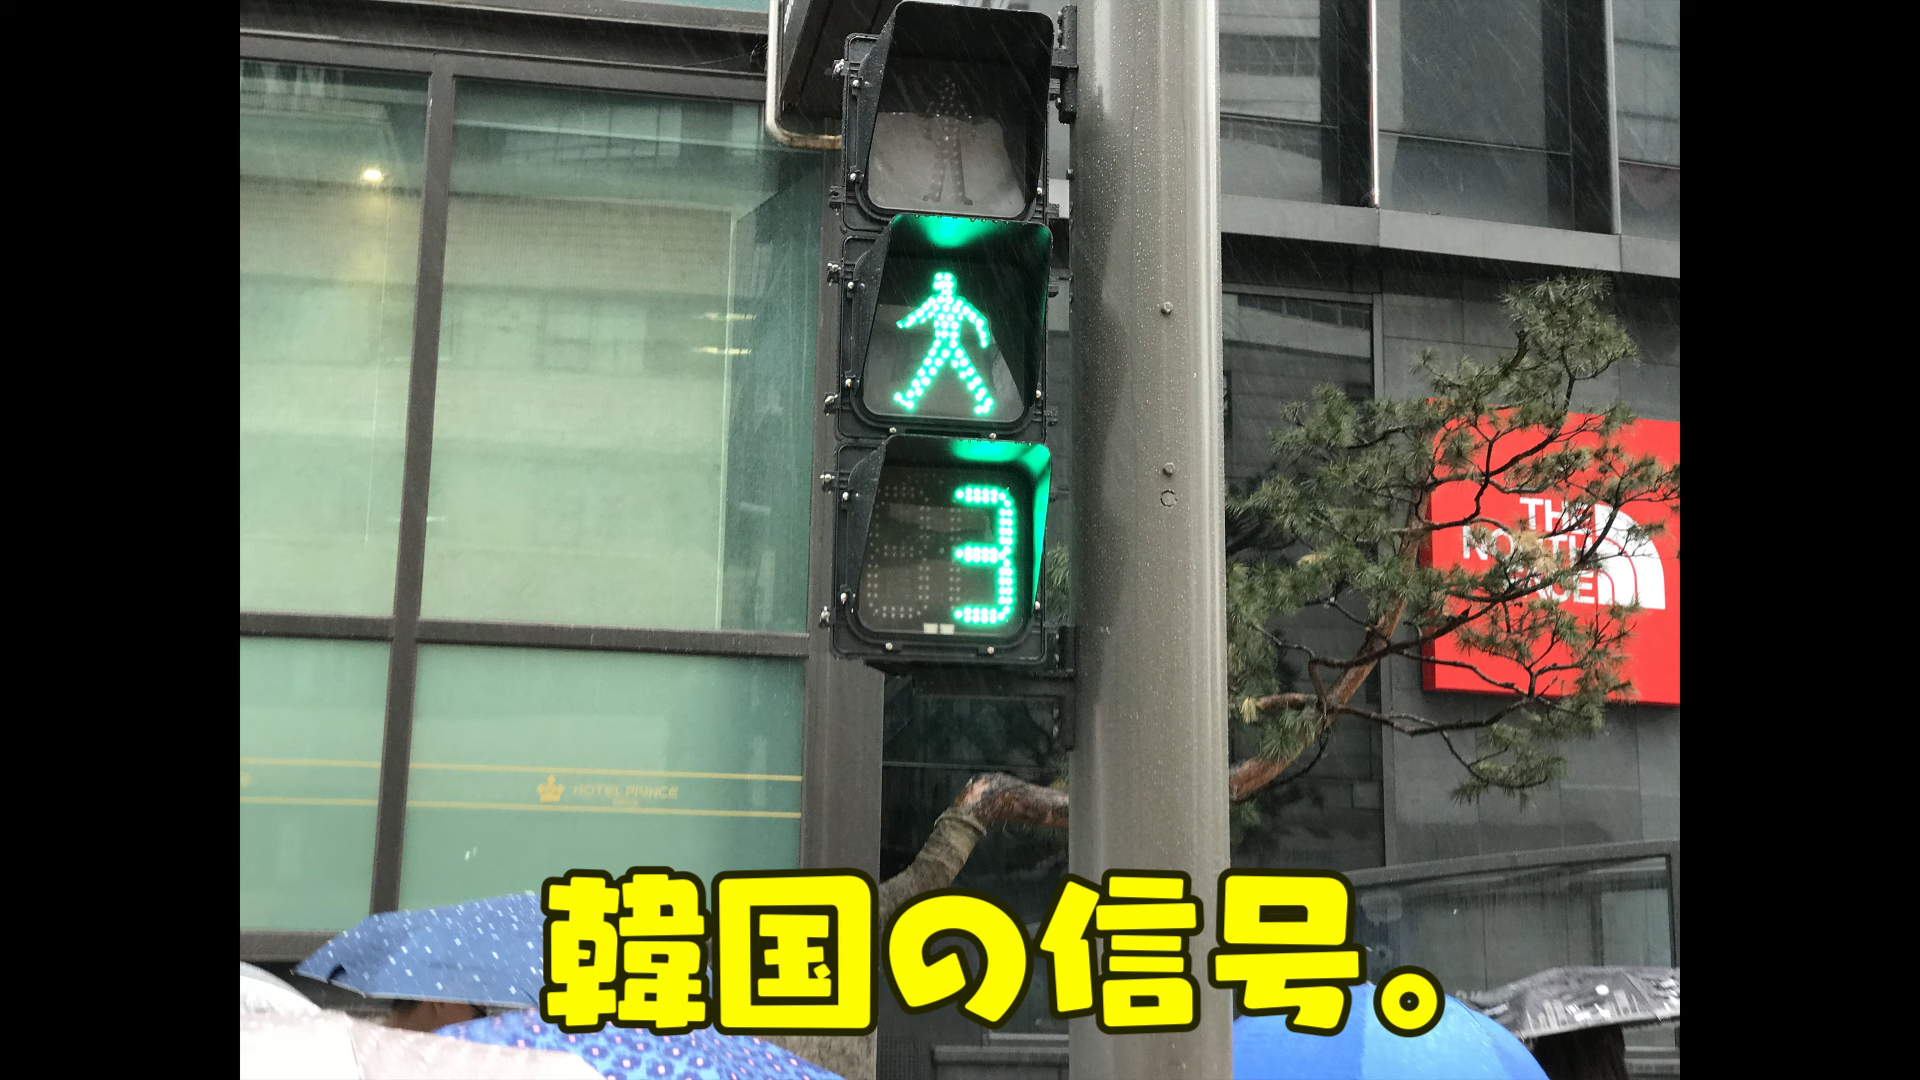 3
THE
NORTH
FACE
HOTEL PRINCE
韓国の信号。